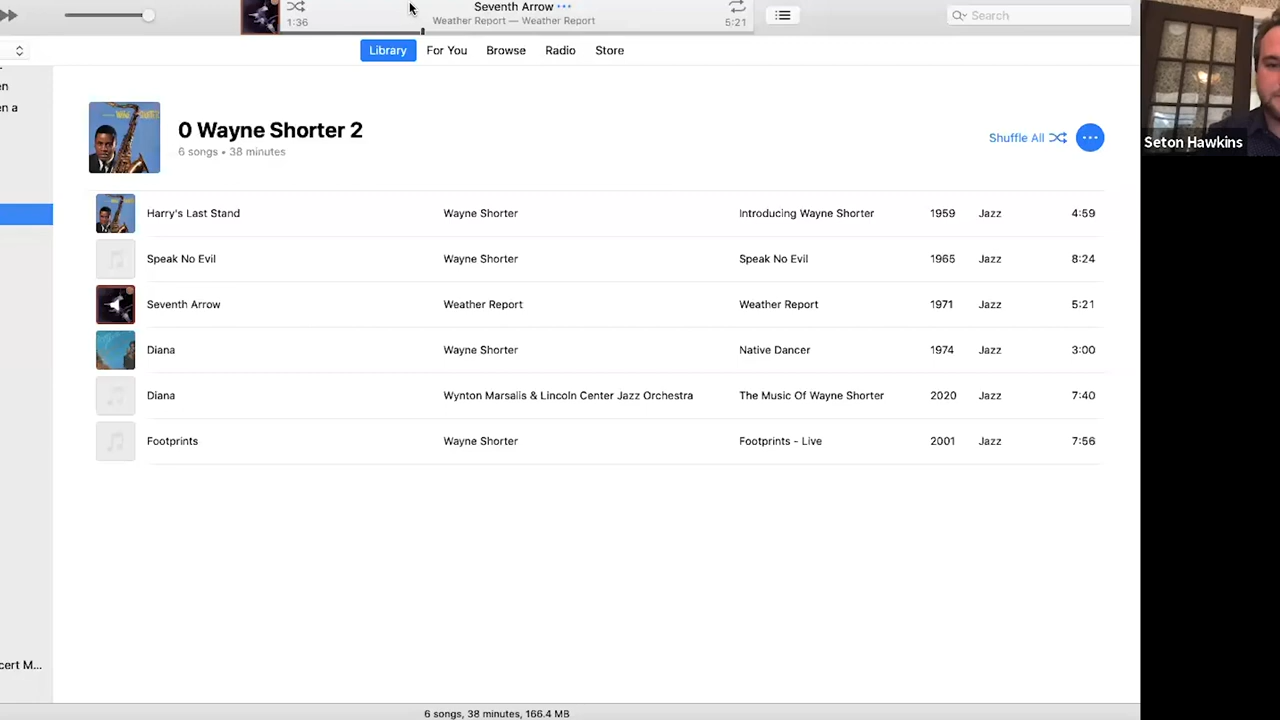 Seventh Arrow
1:36
Weather Report — Weather Report
5:21
Search
Library For You Browse Radio Store
en
en a
0 Wayne Shorter 2
6 songs • 38 minutes
Shuffle All
Seton Hawkins
Harry's Last Stand Wayne Shorter Introducing Wayne Shorter 1959 Jazz 4:59
Speak No Evil Wayne Shorter Speak No Evil 1965 Jazz 8:24
Seventh Arrow Weather Report Weather Report 1971 Jazz 5:21
Diana Wayne Shorter Native Dancer 1974 Jazz 3:00
Diana Wynton Marsalis & Lincoln Center Jazz Orchestra The Music Of Wayne Shorter 2020 Jazz 7:40
Footprints Wayne Shorter Footprints - Live 2001 Jazz 7:56
cert M...
6 songs, 38 minutes, 166.4 MB